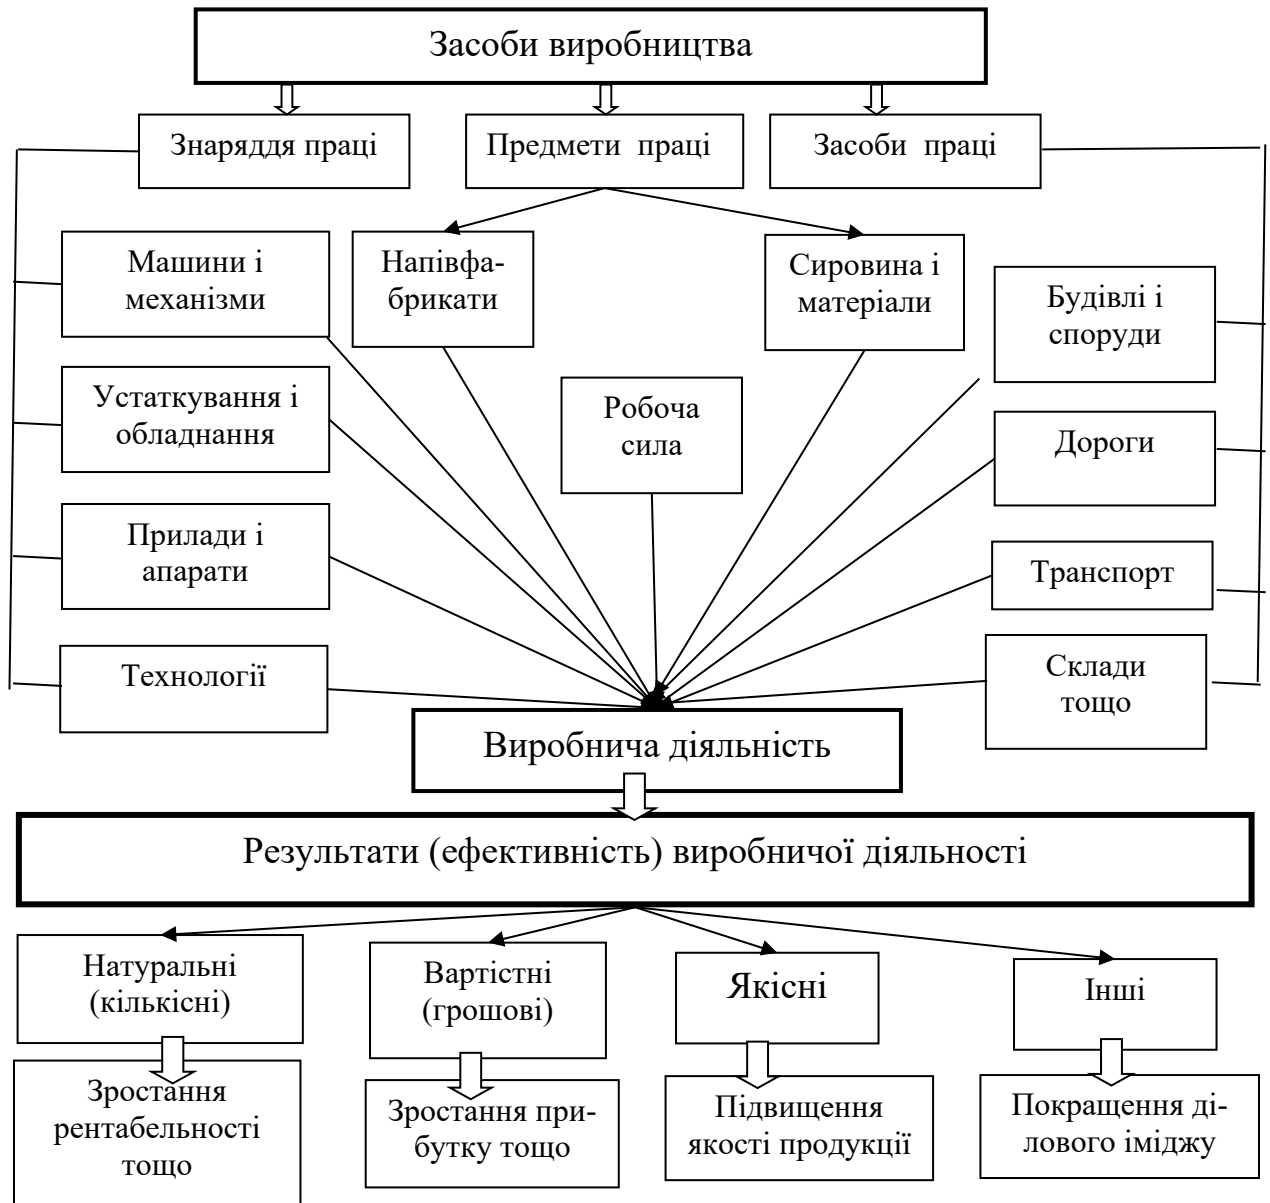 Засоби виробництва
Знаряддя праці
Предмети праці
Засоби праці
Машини і
механізми
Напівфа-
брикати
Сировина і
матеріали
Будівлі і
споруди
Устаткування і
обладнання
Робоча
сила
Дороги
Прилади і
апарати
Транспорт
Технології
Склади
тощо
Виробнича діяльність
Результати (ефективність) виробничої діяльності
Натуральні
(кількісні)
Вартістні
(грошові)
Якісні
Інші
Зростання
рентабельності
тощо
Зростання при-
бутку тощо
Підвищення
якості продукції
Покращення ді-
лового іміджу